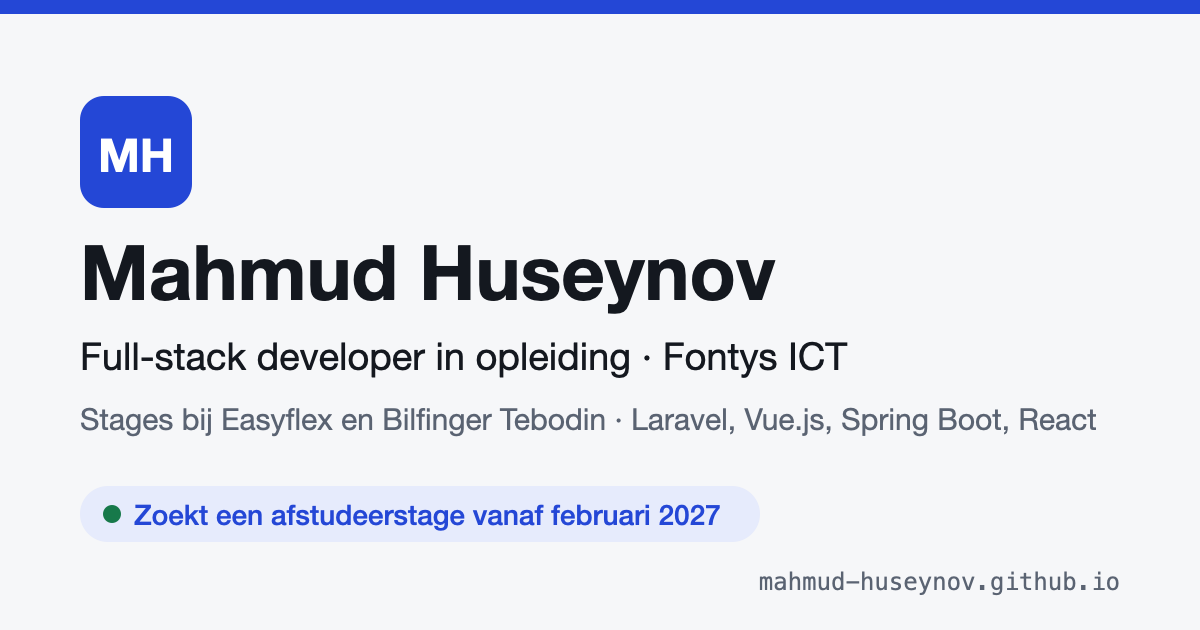 MH
Mahmud Huseynov
Full-stack developer in opleiding · Fontys ICT
Stages bij Easyflex en Bilfinger Tebodin · Laravel, Vue.js, Spring Boot, React
Zoekt een afstudeerstage vanaf februari 2027
mahmud-huseynov.github.io